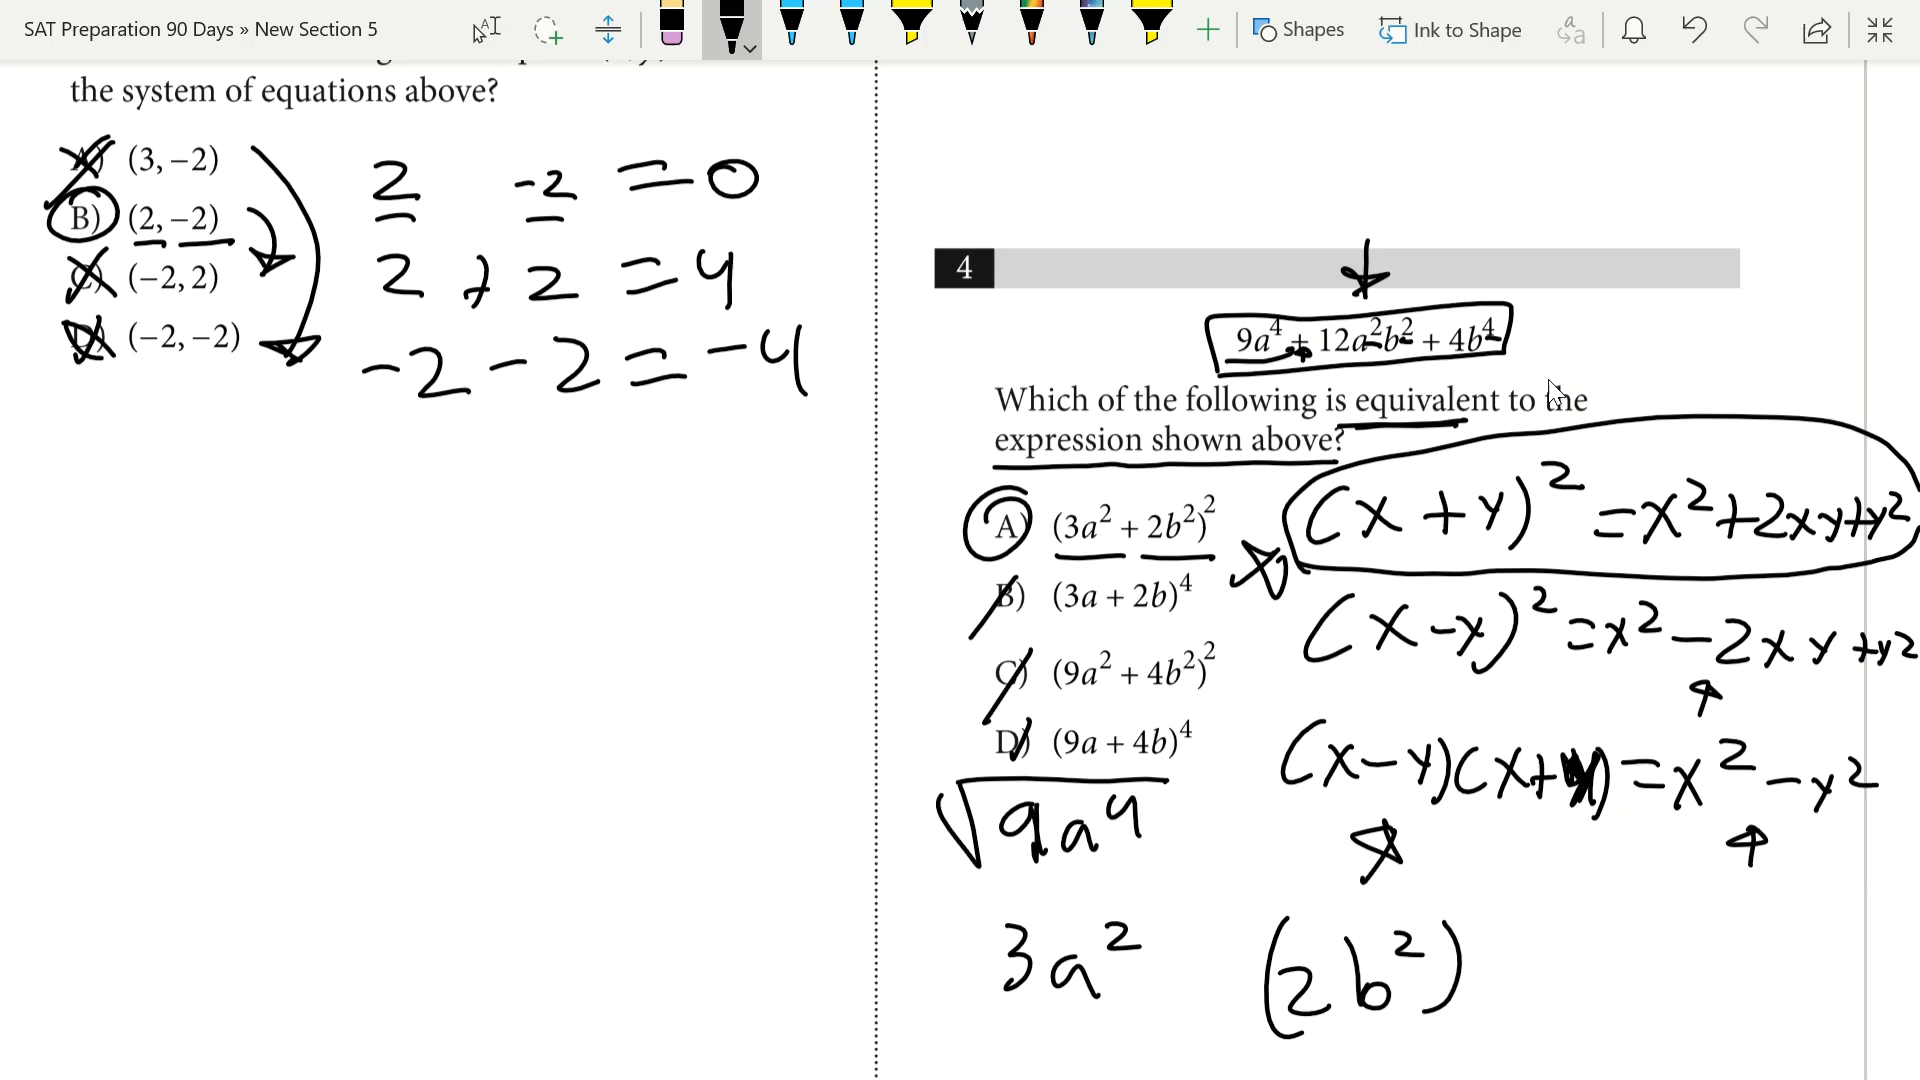 SAT Preparation 90 Days » New Section 5
Shapes
Ink to Shape
the system of equations above?
A) (3, −2)
B) (2, −2)
C) (−2, 2)
D) (−2, −2)
2 -2 = 0
2 + 2 = 4
-2 - 2 = -4
4
9a⁴ + 12a²b² + 4b⁴
Which of the following is equivalent to the
expression shown above?
A) (3a² + 2b²)²
B) (3a + 2b)⁴
C) (9a² + 4b²)²
D) (9a + 4b)⁴
(x + y)² = x² + 2xy + y²
(x - y)² = x² - 2xy + y²
(x - y)(x + y) = x² - y²
√9a⁴
3a² (2b²)